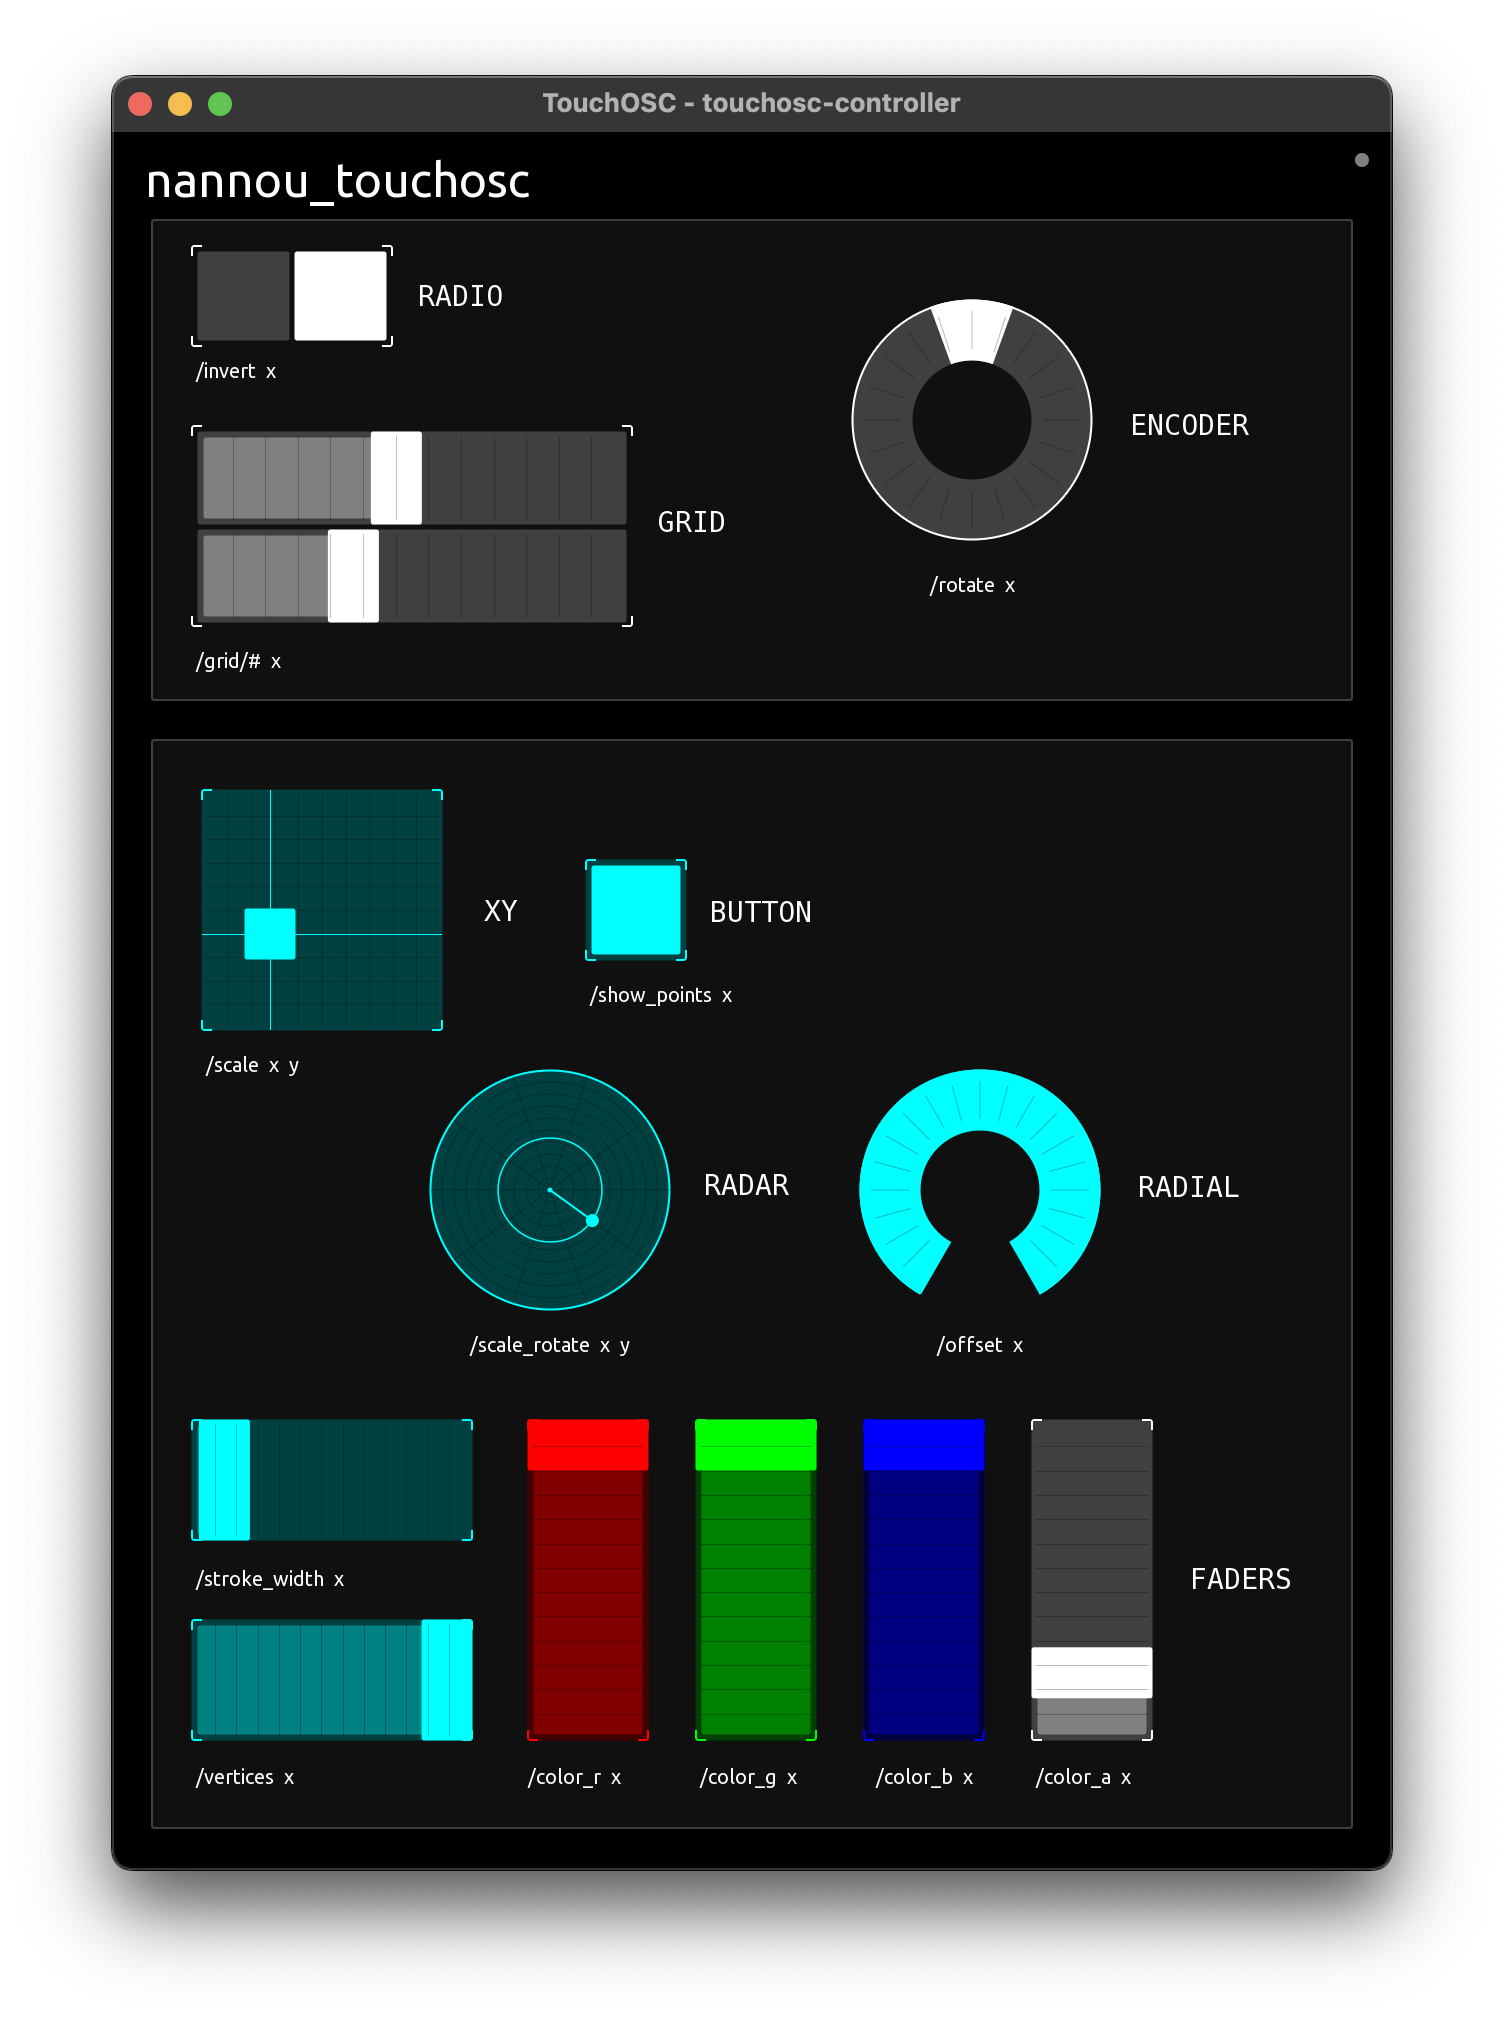 TouchOSC - touchosc-controller
nannou_touchosc
RADIO
/invert x
ENCODER
GRID
/rotate x
/grid/# x
XY
BUTTON
/show_points x
/scale x y
RADAR
RADIAL
/scale_rotate x y
/offset x
/stroke_width x
FADERS
/vertices x
/color_r x
/color_g x
/color_b x
/color_a x